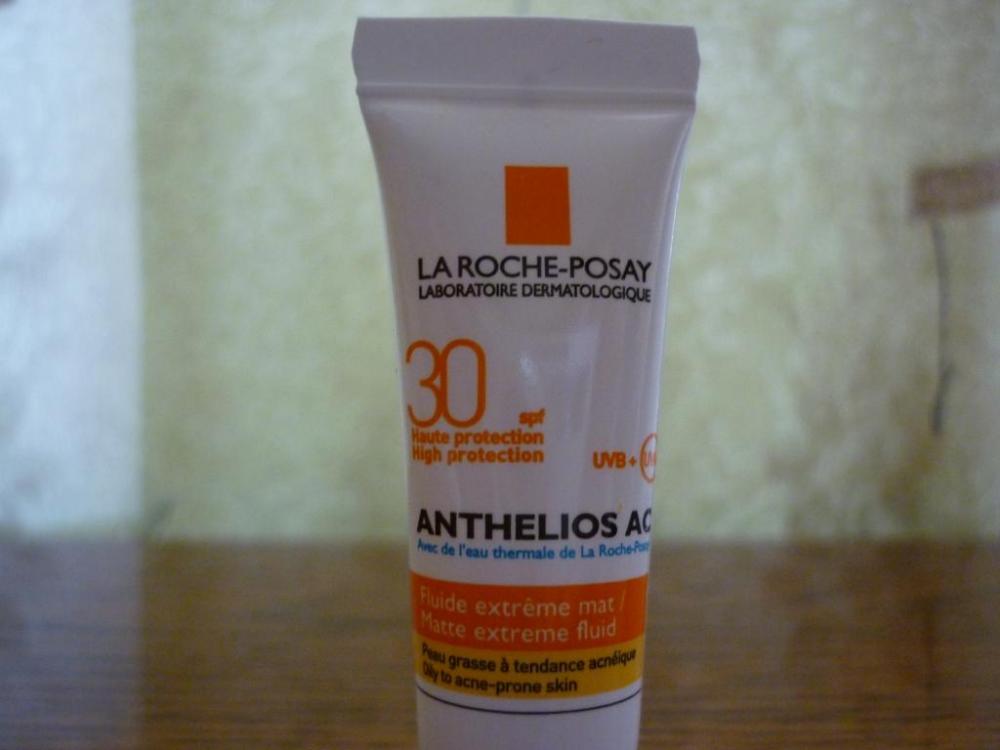 LA ROCHE-POSAY
LABORATOIRE DERMATOLOGIQUE
30 spf
Haute protection
High protection
UVB +
ANTHELIOS AC
Avec de l'eau thermale de La Roche-Posay
Fluide extrême mat /
Matte extreme fluid
Peau grasse à tendance acnéique
Oily to acne-prone skin